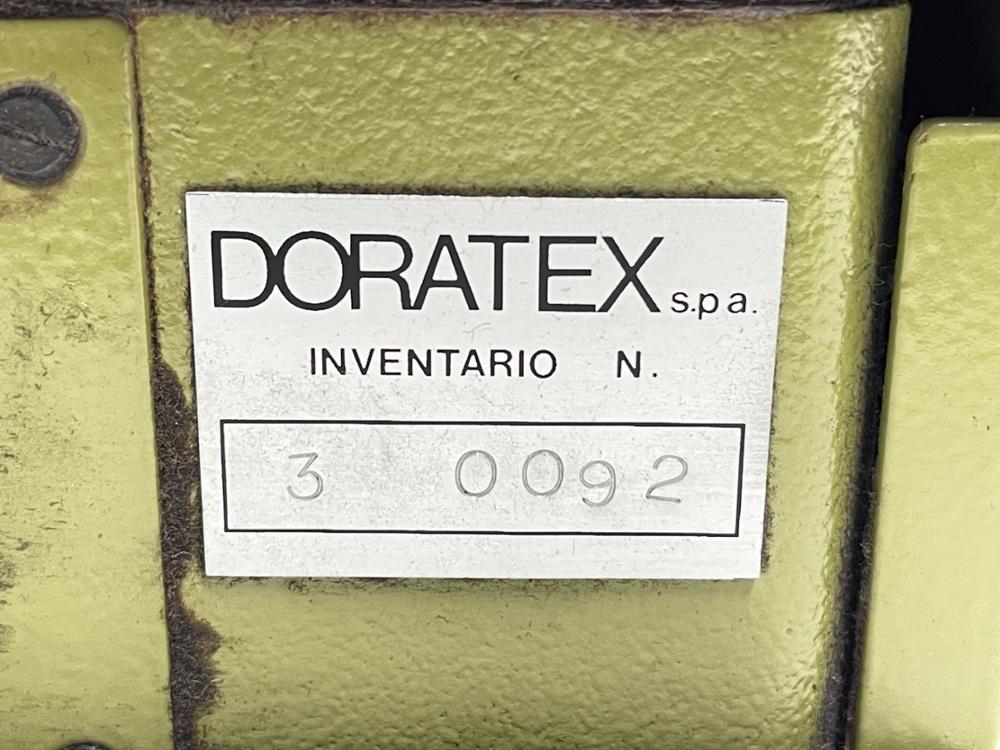 DORATEX s.p a.
INVENTARIO N.
3 0092